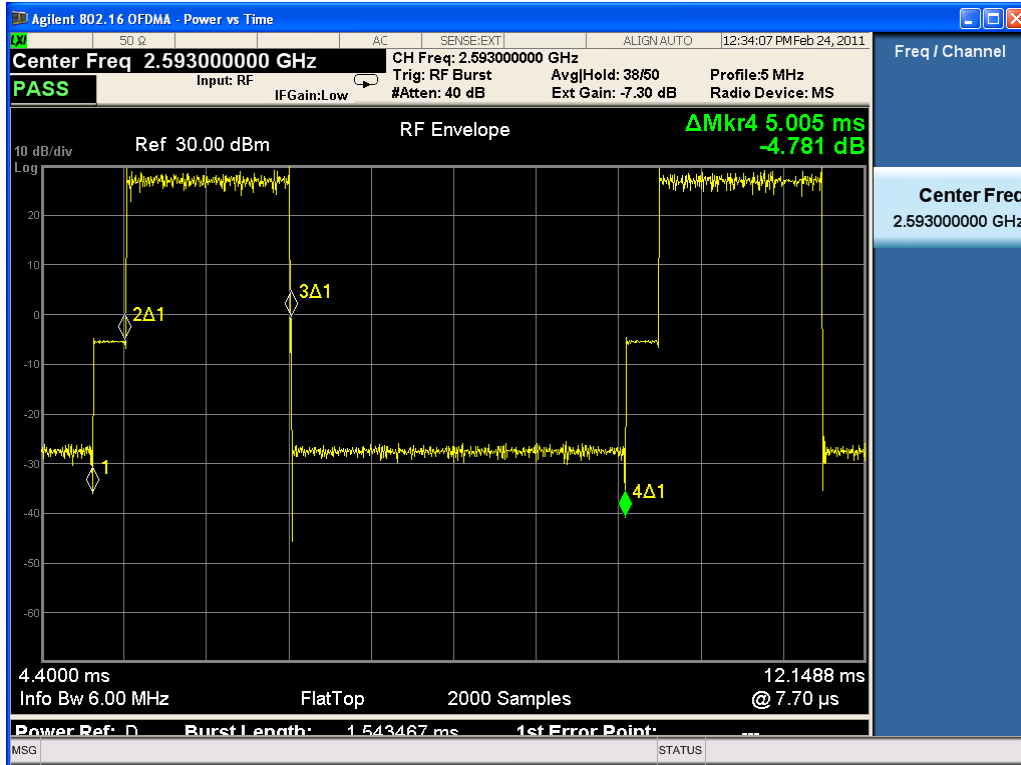 Agilent 802.16 OFDMA - Power vs Time
LXI 50 Ω AC SENSE:EXT ALIGN AUTO 12:34:07 PM Feb 24, 2011
Center Freq 2.593000000 GHz
PASS
Input: RF
IFGain:Low
CH Freq: 2.593000000 GHz
Trig: RF Burst Avg|Hold: 38/50 Profile:5 MHz
#Atten: 40 dB Ext Gain: -7.30 dB Radio Device: MS
Freq / Channel
Center Freq
2.593000000 GHz
ΔMkr4 5.005 ms
-4.781 dB
RF Envelope
10 dB/div Ref 30.00 dBm
Log
20
10
0
-10
-20
-30
-40
-50
-60
3Δ1
2Δ1
1
4Δ1
4.4000 ms 12.1488 ms
Info Bw 6.00 MHz FlatTop 2000 Samples @ 7.70 µs
Power Ref: D Burst Length: 1.543467 ms 1st Error Point: ---
MSG STATUS